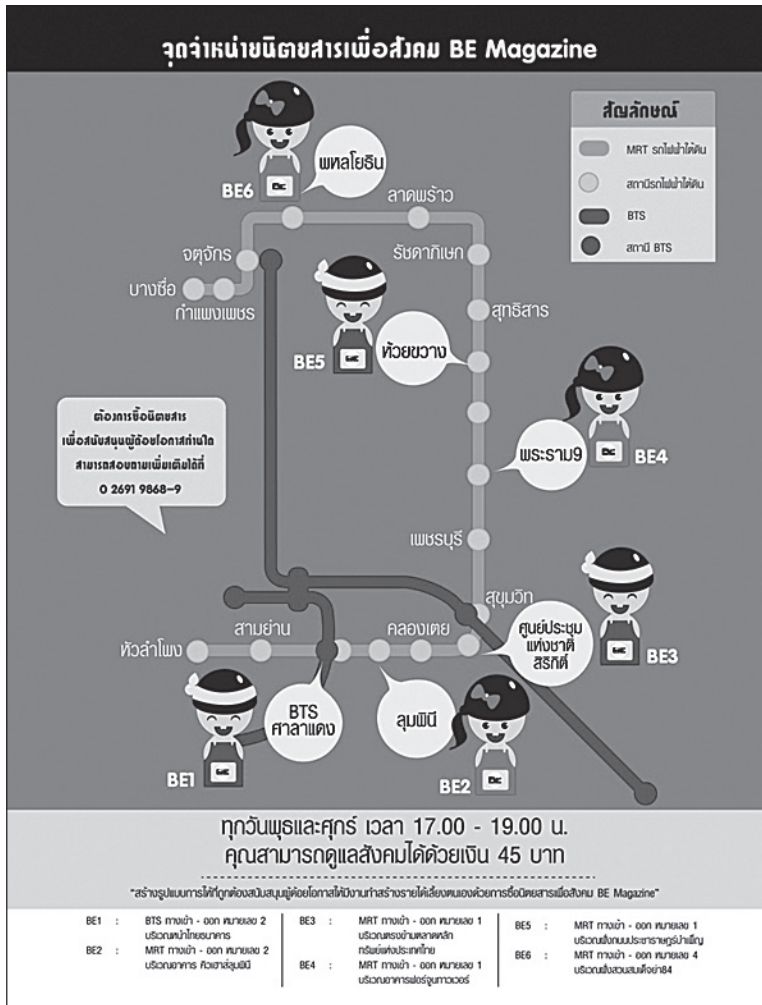 จุดจำหน่ายนิตยสารเพื่อสังคม BE Magazine
สัญลักษณ์
MRT รถไฟฟ้าใต้ดิน
สถานีรถไฟฟ้าใต้ดิน
BTS
สถานี BTS
BE6
พหลโยธิน
ลาดพร้าว
จตุจักร
รัชดาภิเษก
บางซื่อ
กำแพงเพชร
สุทธิสาร
BE5
ห้วยขวาง
ต้องการซื้อนิตยสาร
เพื่อสนับสนุนผู้ด้อยโอกาสท่านใด
สามารถสอบถามเพิ่มเติมได้ที่
0 2691 9868-9
พระราม9
BE4
เพชรบุรี
สุขุมวิท
สามย่าน
คลองเตย
หัวลำโพง
ศูนย์ประชุม
แห่งชาติ
สิริกิติ์
BE3
BTS
ศาลาแดง
ลุมพินี
BE1
BE2
ทุกวันพุธและศุกร์ เวลา 17.00 - 19.00 น.
คุณสามารถดูแลสังคมได้ด้วยเงิน 45 บาท
"สร้างรูปแบบการให้ที่ถูกต้องสนับสนุนผู้ด้อยโอกาสให้มีงานทำสร้างรายได้เลี้ยงตนเองด้วยการซื้อนิตยสารเพื่อสังคม BE Magazine"
BE1 : BTS ทางเข้า - ออก หมายเลข 2
บริเวณหน้าไทยธนาคาร
BE2 : MRT ทางเข้า - ออก หมายเลข 2
บริเวณอาคาร คิวเฮาส์ลุมพินี
BE3 : MRT ทางเข้า - ออก หมายเลข 1
บริเวณตรงข้ามตลาดหลัก
ทรัพย์แห่งประเทศไทย
BE4 : MRT ทางเข้า - ออก หมายเลข 1
บริเวณอาคารฟอร์จูนทาวเวอร์
BE5 : MRT ทางเข้า - ออก หมายเลข 1
บริเวณฝั่งถนนประชาราษฎร์บำเพ็ญ
BE6 : MRT ทางเข้า - ออก หมายเลข 4
บริเวณฝั่งสวนสมเด็จย่า84